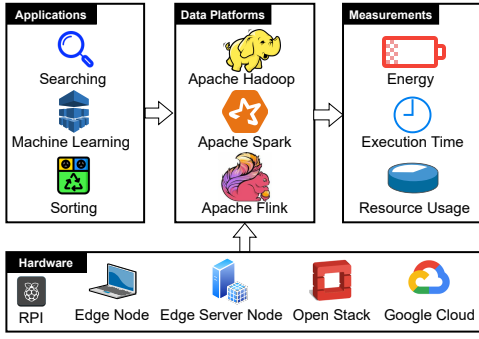 Applications
Searching
Machine Learning
Sorting
Data Platforms
Apache Hadoop
Apache Spark
Apache Flink
Measurements
Energy
Execution Time
Resource Usage
Hardware
RPI
Edge Node
Edge Server Node
Open Stack
Google Cloud